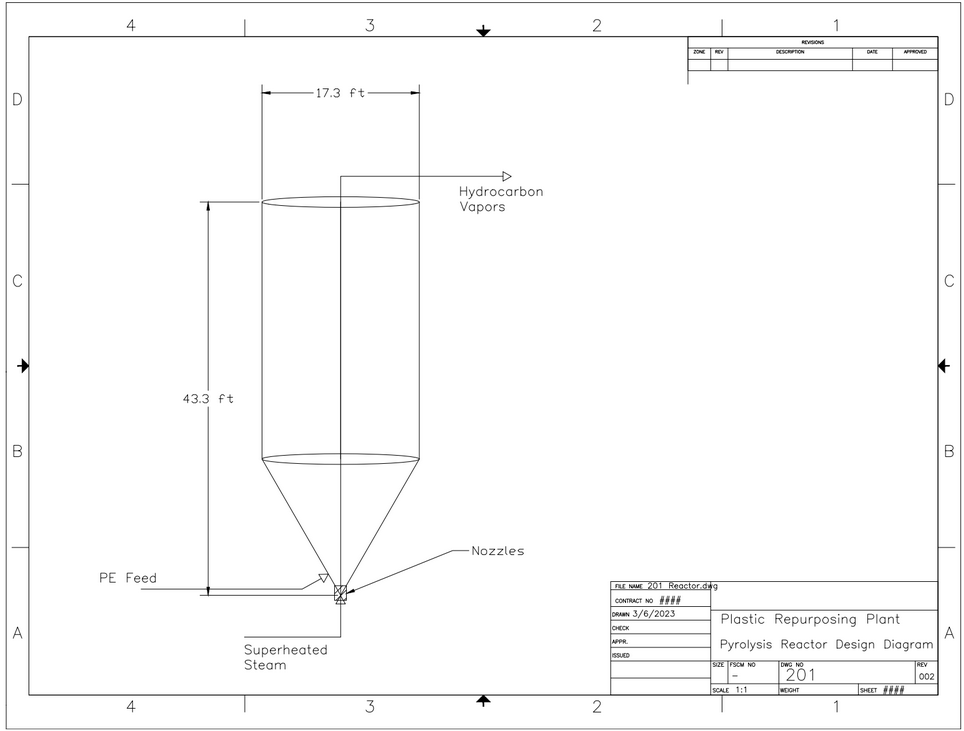 4 3 2 1
REVISIONS
ZONE REV DESCRIPTION DATE APPROVED
D D
17.3 ft
Hydrocarbon
Vapors
C C
43.3 ft
B B
Nozzles
PE Feed
FILE NAME 201 Reactor.dwg
CONTRACT NO ####
DRAWN 3/6/2023
Plastic Repurposing Plant
CHECK
A A
APPR.
Pyrolysis Reactor Design Diagram
ISSUED
Superheated
Steam
SIZE FSCM NO DWG NO REV
- 201 002
SCALE 1:1 WEIGHT SHEET ####
4 3 2 1